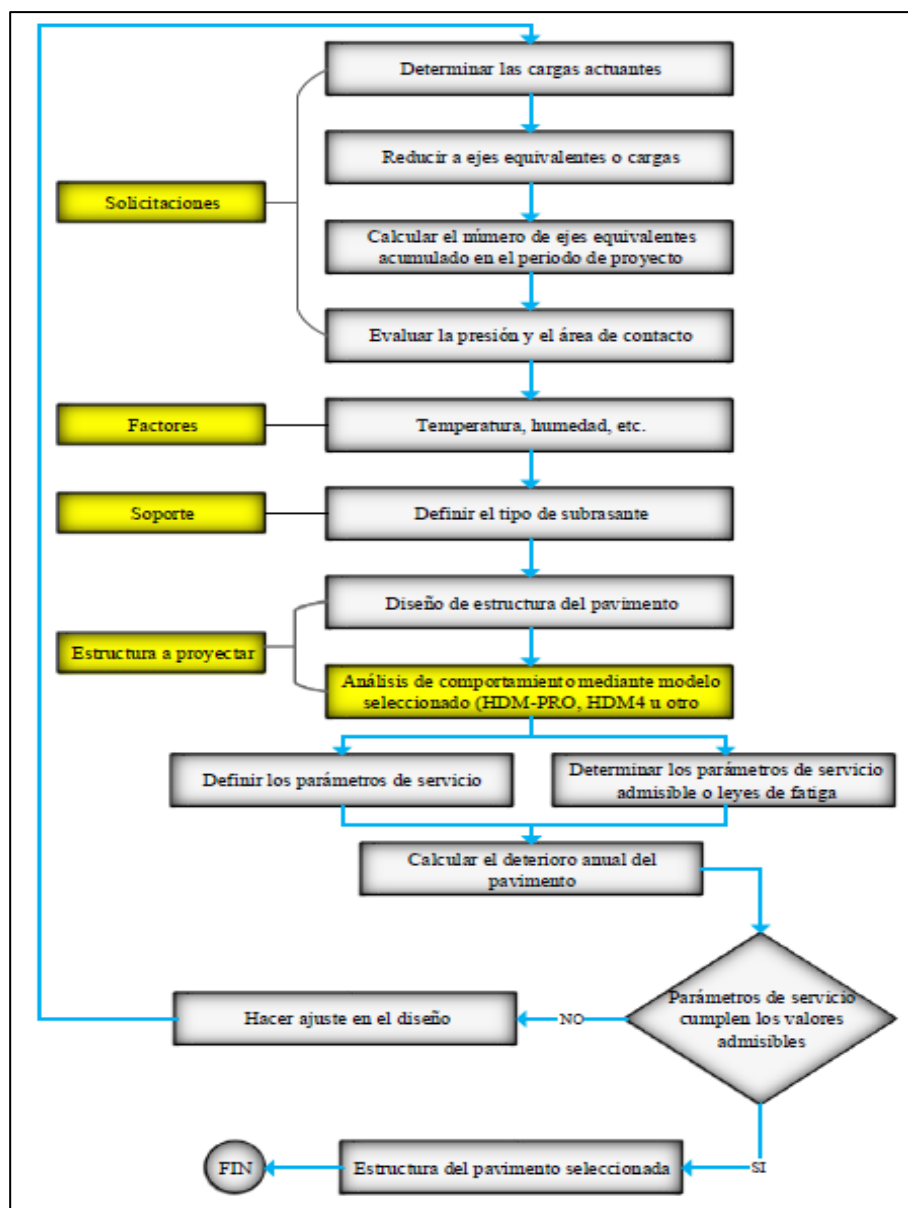 Determinar las cargas actuantes
Reducir a ejes equivalentes o cargas
Solicitaciones
Calcular el número de ejes equivalentes
acumulado en el periodo de proyecto
Evaluar la presión y el área de contacto
Factores
Temperatura, humedad, etc.
Soporte
Definir el tipo de subrasante
Diseño de estructura del pavimento
Estructura a proyectar
Análisis de comportamiento mediante modelo
seleccionado (HDM-PRO, HDM4 u otro
Definir los parámetros de servicio
Determinar los parámetros de servicio
admisible o leyes de fatiga
Calcular el deterioro anual del
pavimento
Parámetros de servicio
cumplen los valores
admisibles
NO
Hacer ajuste en el diseño
SI
Estructura del pavimento seleccionada
FIN